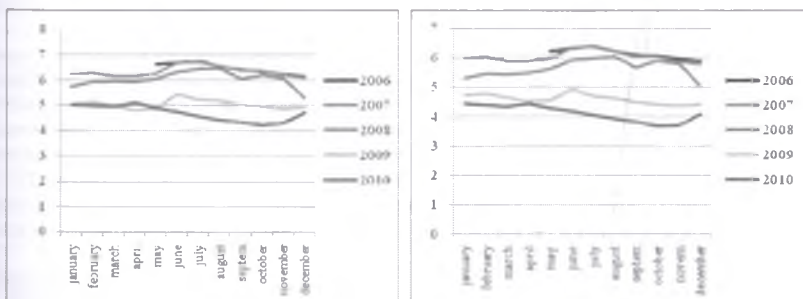 8
7
6
5
4
3
2
1
0
january
february
march
april
may
june
july
august
septem
october
november
december
2006
2007
2008
2009
2010
7
6
5
4
3
2
1
0
january
february
march
april
may
june
july
august
septem
october
novem
december
2006
2007
2008
2009
2010